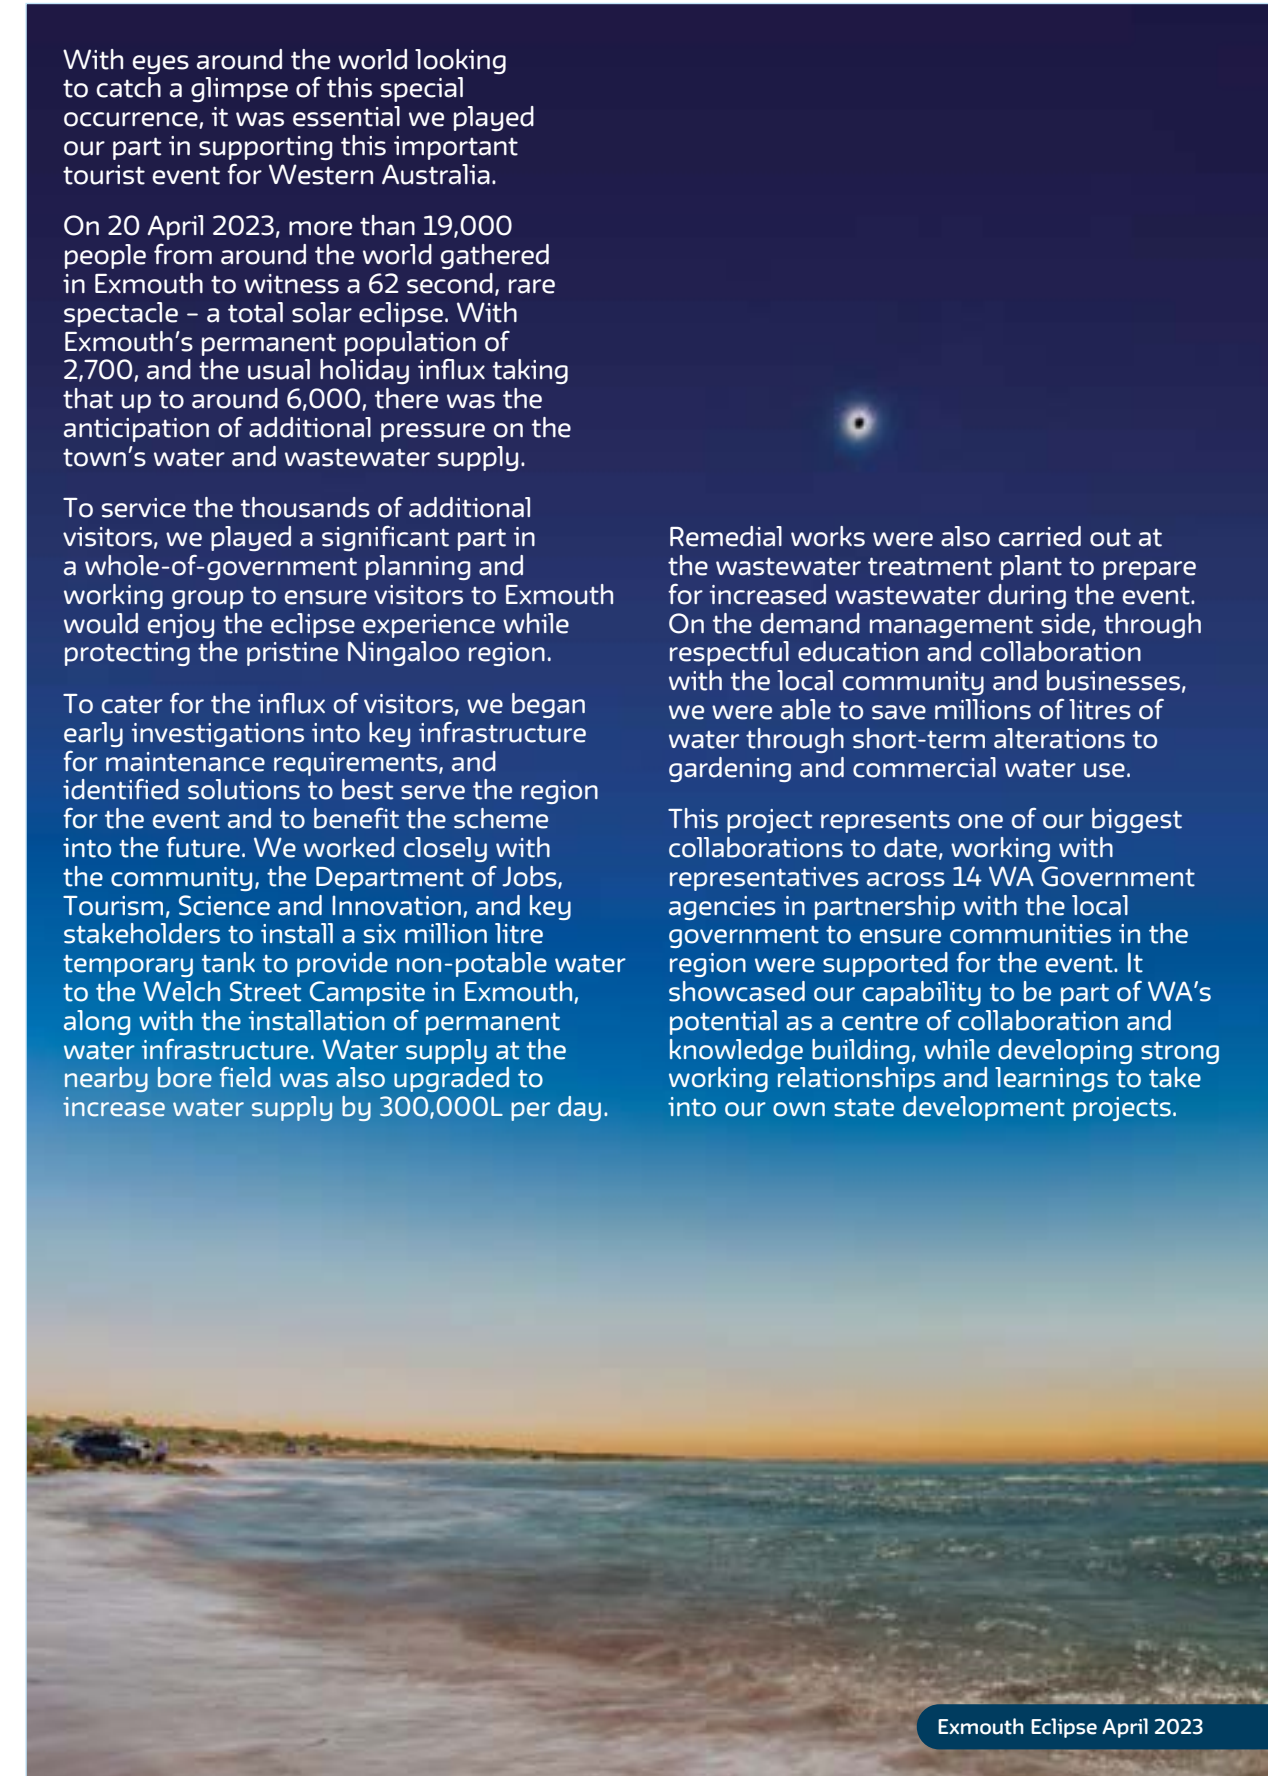 With eyes around the world looking
to catch a glimpse of this special
occurrence, it was essential we played
our part in supporting this important
tourist event for Western Australia.
On 20 April 2023, more than 19,000
people from around the world gathered
in Exmouth to witness a 62 second, rare
spectacle – a total solar eclipse. With
Exmouth’s permanent population of
2,700, and the usual holiday influx taking
that up to around 6,000, there was the
anticipation of additional pressure on the
town’s water and wastewater supply.
To service the thousands of additional
visitors, we played a significant part in
a whole-of-government planning and
working group to ensure visitors to Exmouth
would enjoy the eclipse experience while
protecting the pristine Ningaloo region.
To cater for the influx of visitors, we began
early investigations into key infrastructure
for maintenance requirements, and
identified solutions to best serve the region
for the event and to benefit the scheme
into the future. We worked closely with
the community, the Department of Jobs,
Tourism, Science and Innovation, and key
stakeholders to install a six million litre
temporary tank to provide non-potable water
to the Welch Street Campsite in Exmouth,
along with the installation of permanent
water infrastructure. Water supply at the
nearby bore field was also upgraded to
increase water supply by 300,000L per day.
Remedial works were also carried out at
the wastewater treatment plant to prepare
for increased wastewater during the event.
On the demand management side, through
respectful education and collaboration
with the local community and businesses,
we were able to save millions of litres of
water through short-term alterations to
gardening and commercial water use.
This project represents one of our biggest
collaborations to date, working with
representatives across 14 WA Government
agencies in partnership with the local
government to ensure communities in the
region were supported for the event. It
showcased our capability to be part of WA’s
potential as a centre of collaboration and
knowledge building, while developing strong
working relationships and learnings to take
into our own state development projects.
Exmouth Eclipse April 2023